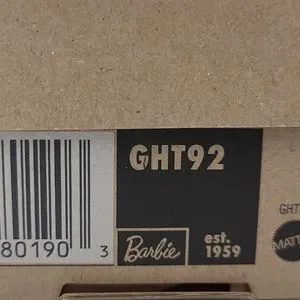 GHT92
GHT
80190 3
Barbie
est.
1959
MATT